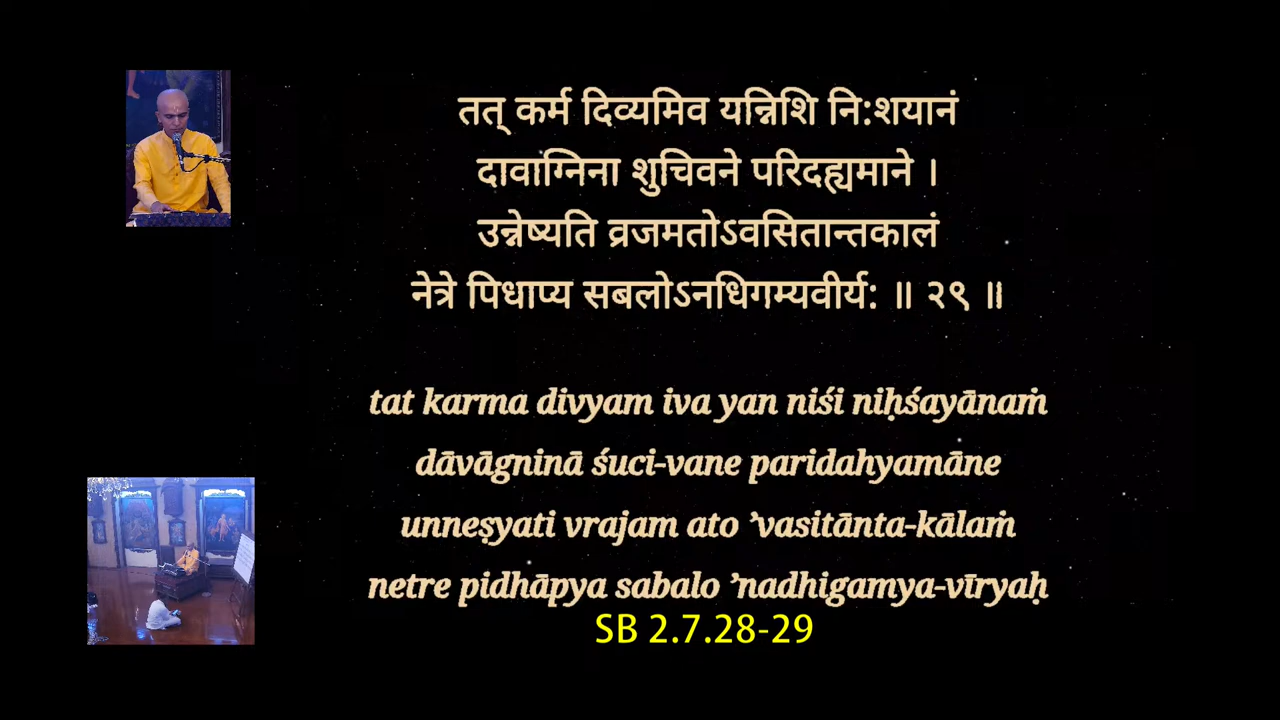 तत् कर्म दिव्यमिव यन्निशि नि:शयानं
दावाग्निना शुचिवने परिदह्यमाने ।
उन्नेष्यति व्रजमतोऽवसितान्तकालं
नेत्रे पिधाप्य सबलोऽनधिगम्यवीर्य: ॥ २९ ॥
tat karma divyam iva yan niśi niḥśayānaṁ
dāvāgninā śuci-vane paridahyamāne
unneṣyati vrajam ato ’vasitānta-kālaṁ
netre pidhāpya sabalo ’nadhigamya-vīryaḥ
SB 2.7.28-29